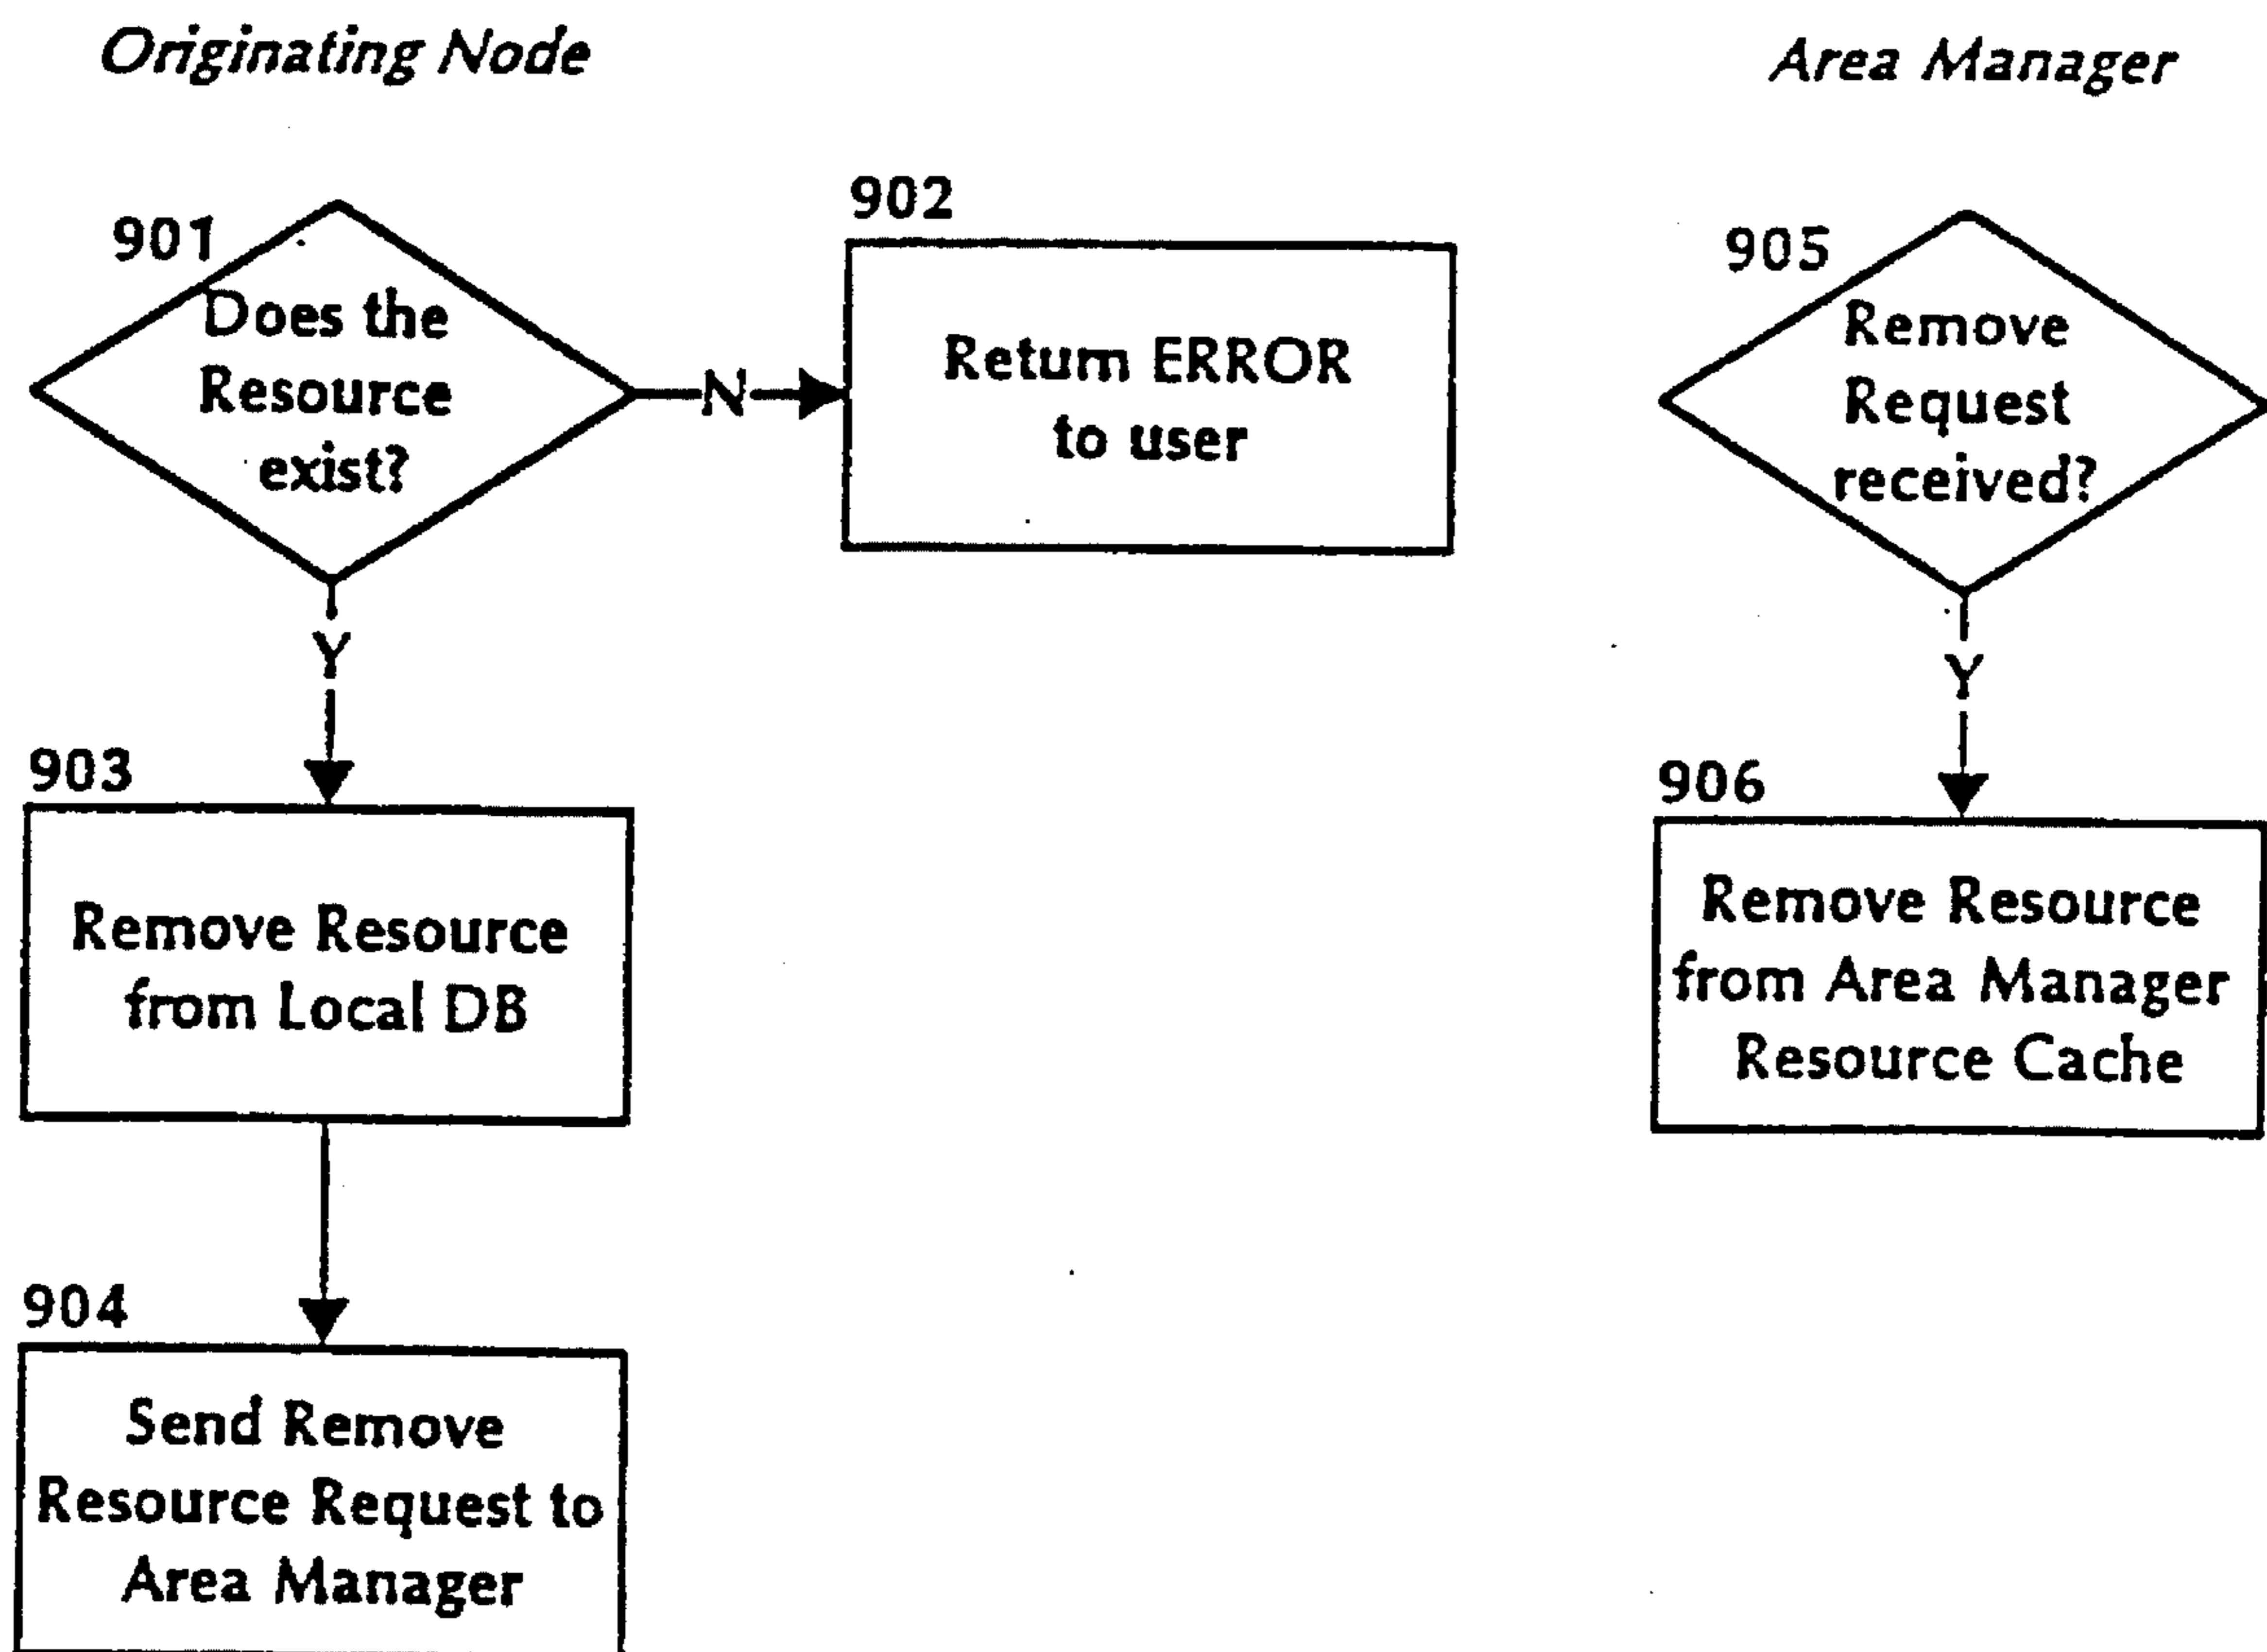 Originating Node
Area Manager
901
Does the
Resource
exist?
N
902
Return ERROR
to user
Y
903
Remove Resource
from Local DB
904
Send Remove
Resource Request to
Area Manager
905
Remove
Request
received?
Y
906
Remove Resource
from Area Manager
Resource Cache